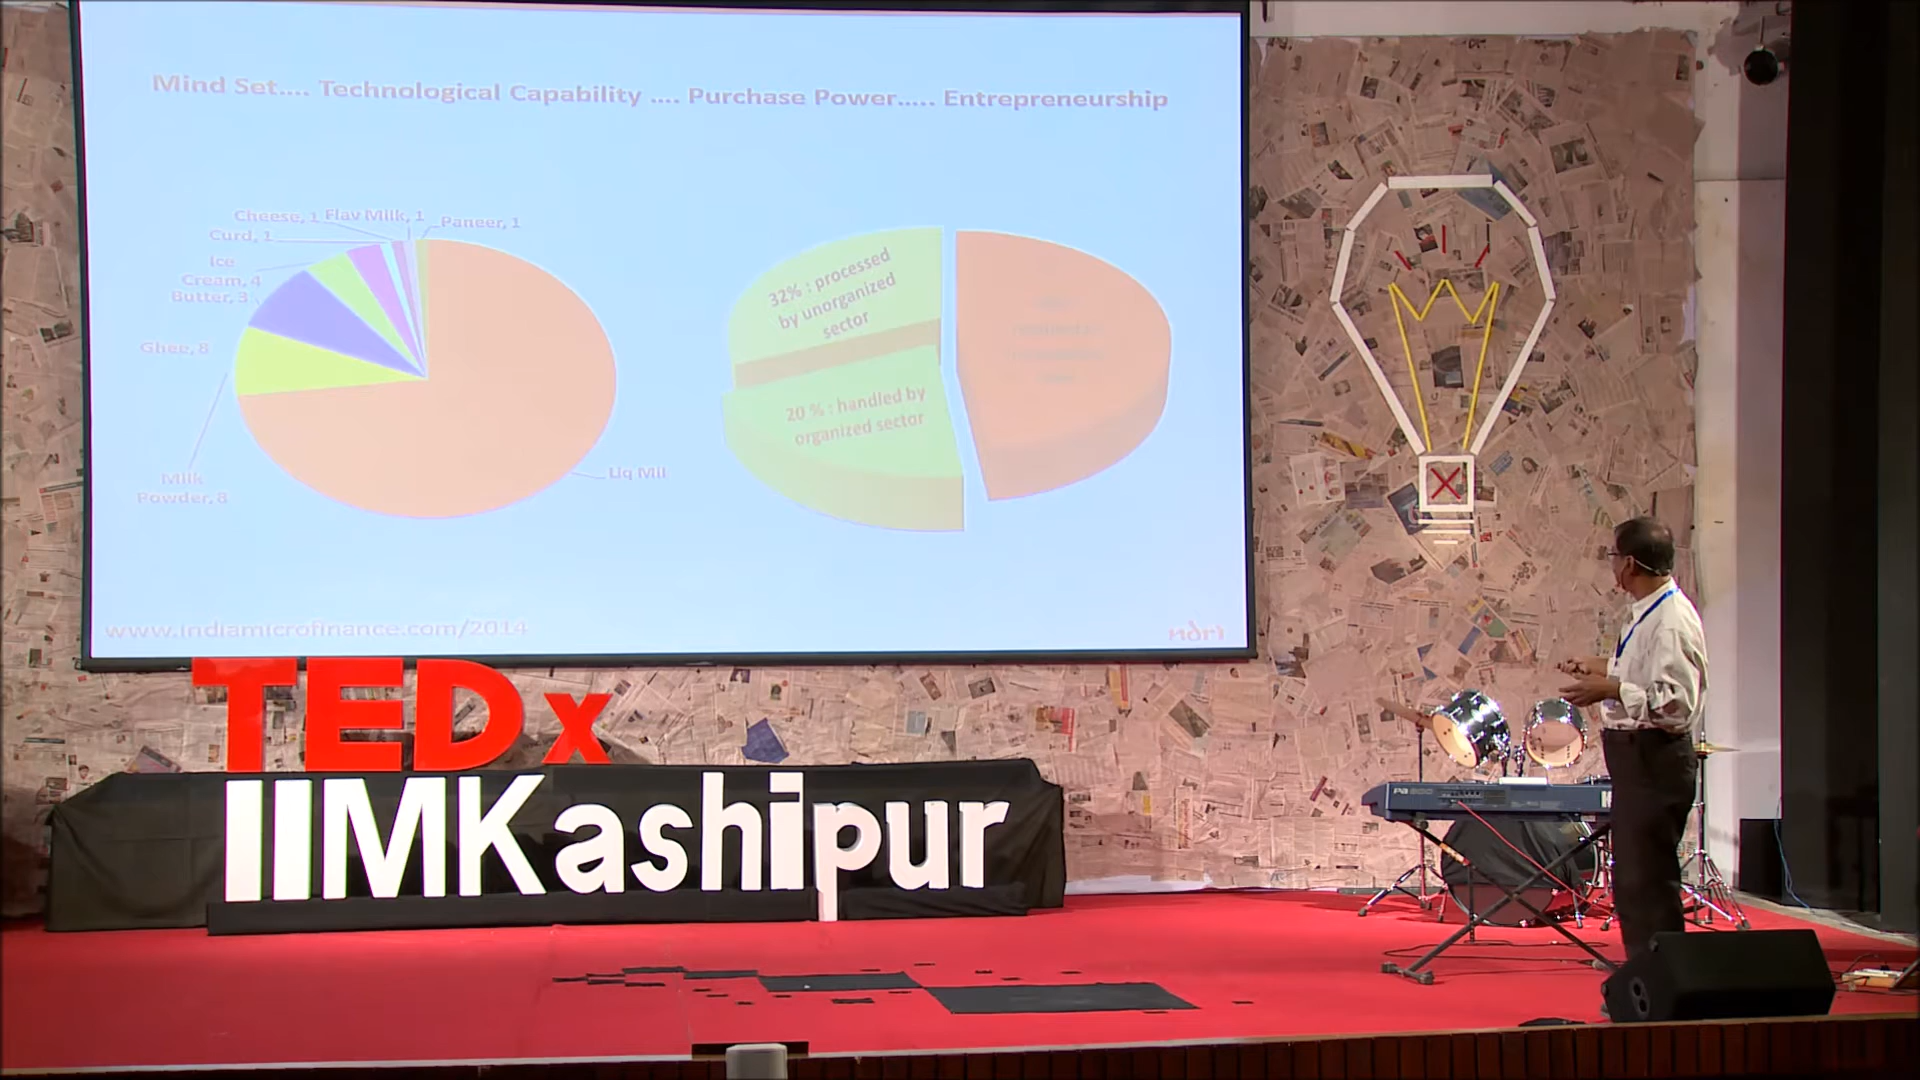 Mind Set.... Technological Capability .... Purchase Power..... Entrepreneurship
Cheese, 1
Flav Milk, 1
Paneer, 1
Curd, 1
Ice
Cream, 4
Butter, 3
Ghee, 8
Milk
Powder, 8
Liq Mil
32% : processed
by unorganized
sector
20 % : handled by
organized sector
www.indiamicrofinance.com/2014
ndri
TEDx
IIMKashipur